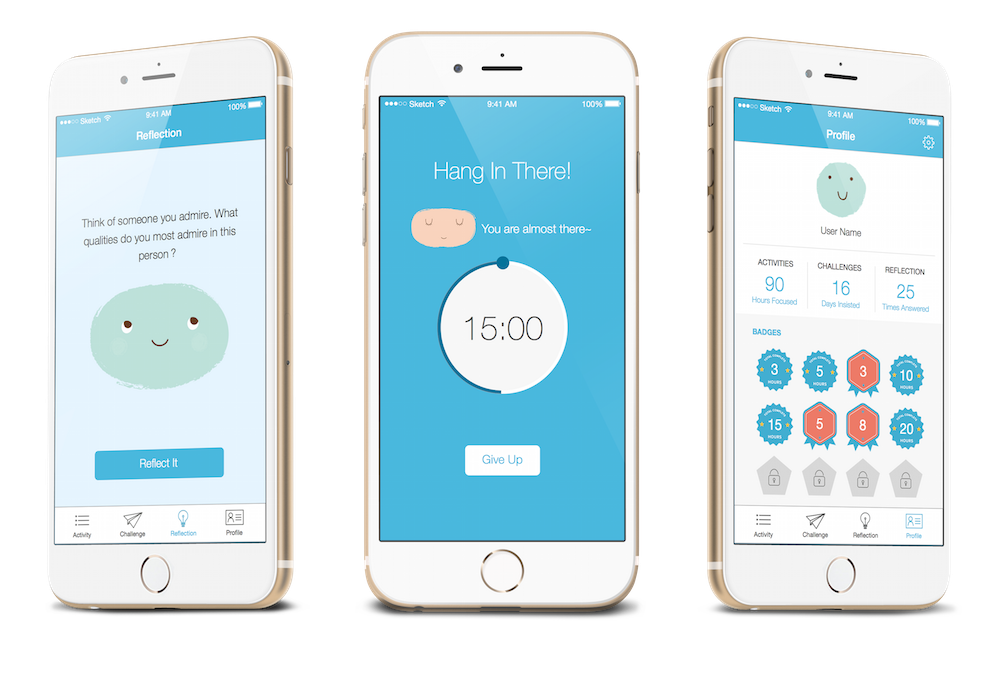 Sketch
9:41 AM
100%
Reflection
Think of someone you admire. What
qualities do you most admire in this
person ?
Reflect It
Activity
Challenge
Reflection
Profile
Sketch
9:41 AM
100%
Hang In There!
You are almost there~
15:00
Give Up
Sketch
9:41 AM
100%
Profile
User Name
ACTIVITIES CHALLENGES REFLECTION
90 16 25
Hours Focused Days Insisted Times Answered
BADGES
3 HOURS
5 HOURS
3
10 HOURS
15 HOURS
5
8
20 HOURS
Activity
Challenge
Reflection
Profile